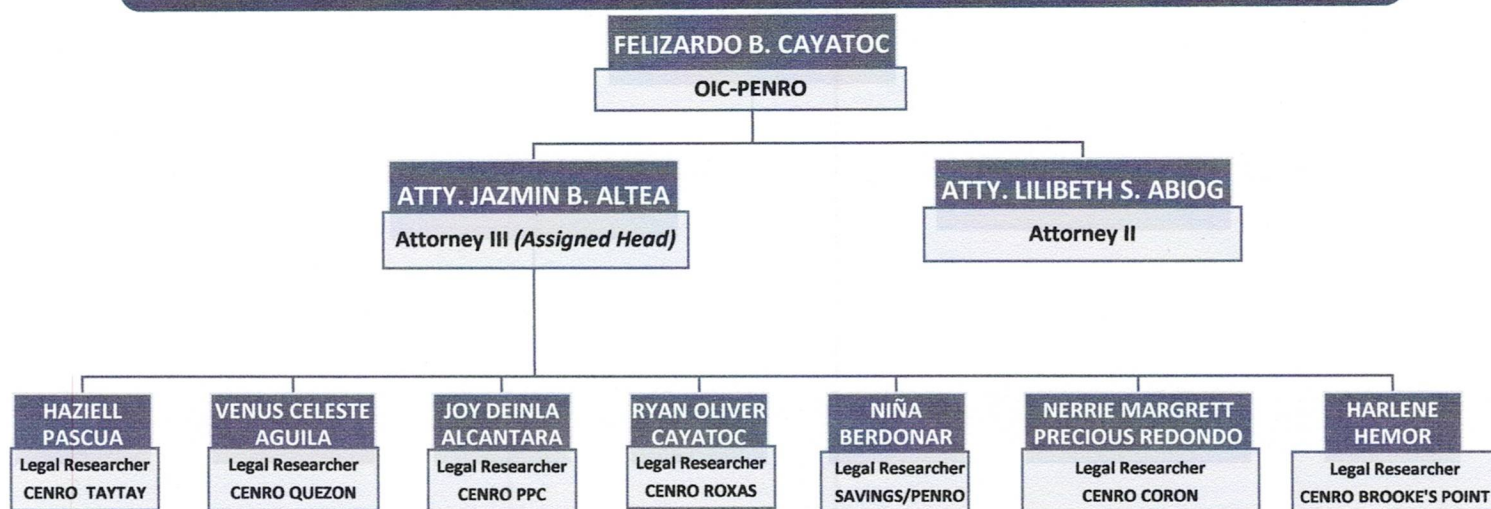 FELIZARDO B. CAYATOC
OIC-PENRO
ATTY. JAZMIN B. ALTEA
Attorney III (Assigned Head)
ATTY. LILIBETH S. ABIOG
Attorney II
HAZIELL
PASCUA
Legal Researcher
CENRO TAYTAY
VENUS CELESTE
AGUILA
Legal Researcher
CENRO QUEZON
JOY DEINLA
ALCANTARA
Legal Researcher
CENRO PPC
RYAN OLIVER
CAYATOC
Legal Researcher
CENRO ROXAS
NIÑA
BERDONAR
Legal Researcher
SAVINGS/PENRO
NERRIE MARGRETT
PRECIOUS REDONDO
Legal Researcher
CENRO CORON
HARLENE
HEMOR
Legal Researcher
CENRO BROOKE'S POINT